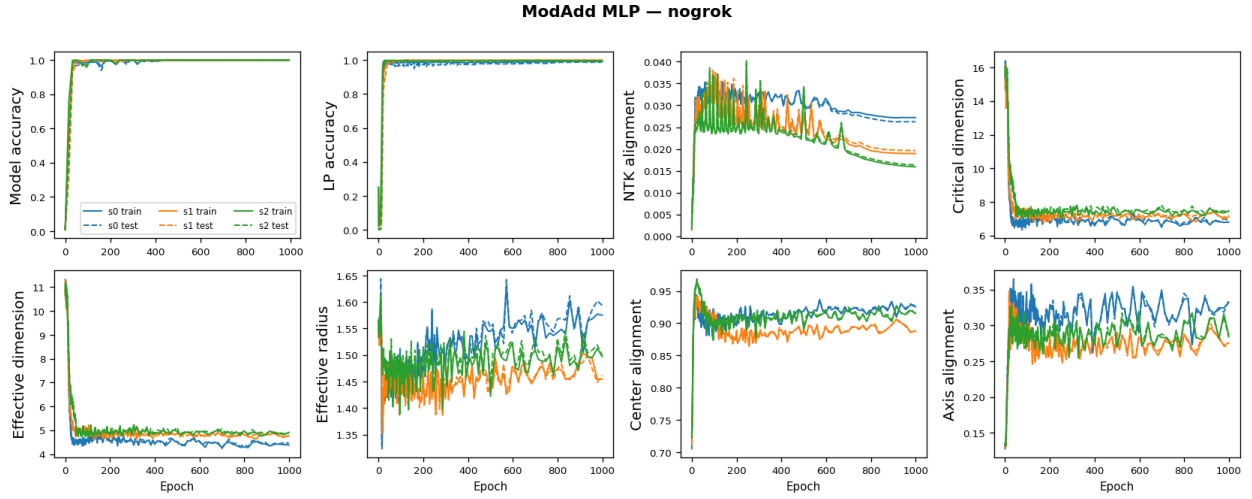 ModAdd MLP — nogrok
Model accuracy
1.0
0.8
0.6
0.4
0.2
0.0
s0 train
s1 train
s2 train
s0 test
s1 test
s2 test
0 200 400 600 800 1000
LP accuracy
1.0
0.8
0.6
0.4
0.2
0.0
0 200 400 600 800 1000
NTK alignment
0.040
0.035
0.030
0.025
0.020
0.015
0.010
0.005
0.000
0 200 400 600 800 1000
Critical dimension
16
14
12
10
8
6
0 200 400 600 800 1000
Effective dimension
11
10
9
8
7
6
5
4
0 200 400 600 800 1000
Epoch
Effective radius
1.65
1.60
1.55
1.50
1.45
1.40
1.35
0 200 400 600 800 1000
Epoch
Center alignment
0.95
0.90
0.85
0.80
0.75
0.70
0 200 400 600 800 1000
Epoch
Axis alignment
0.35
0.30
0.25
0.20
0.15
0 200 400 600 800 1000
Epoch